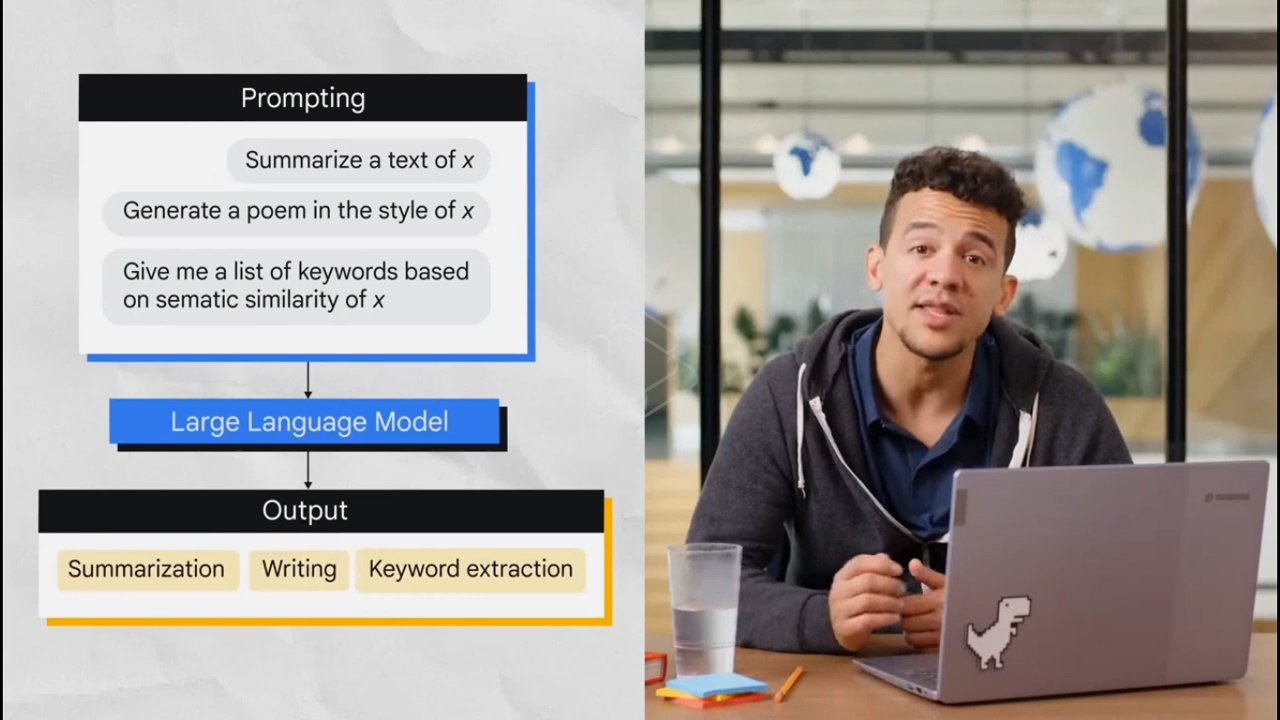 Prompting
Summarize a text of x
Generate a poem in the style of x
Give me a list of keywords based
on sematic similarity of x
Large Language Model
Output
Summarization
Writing
Keyword extraction